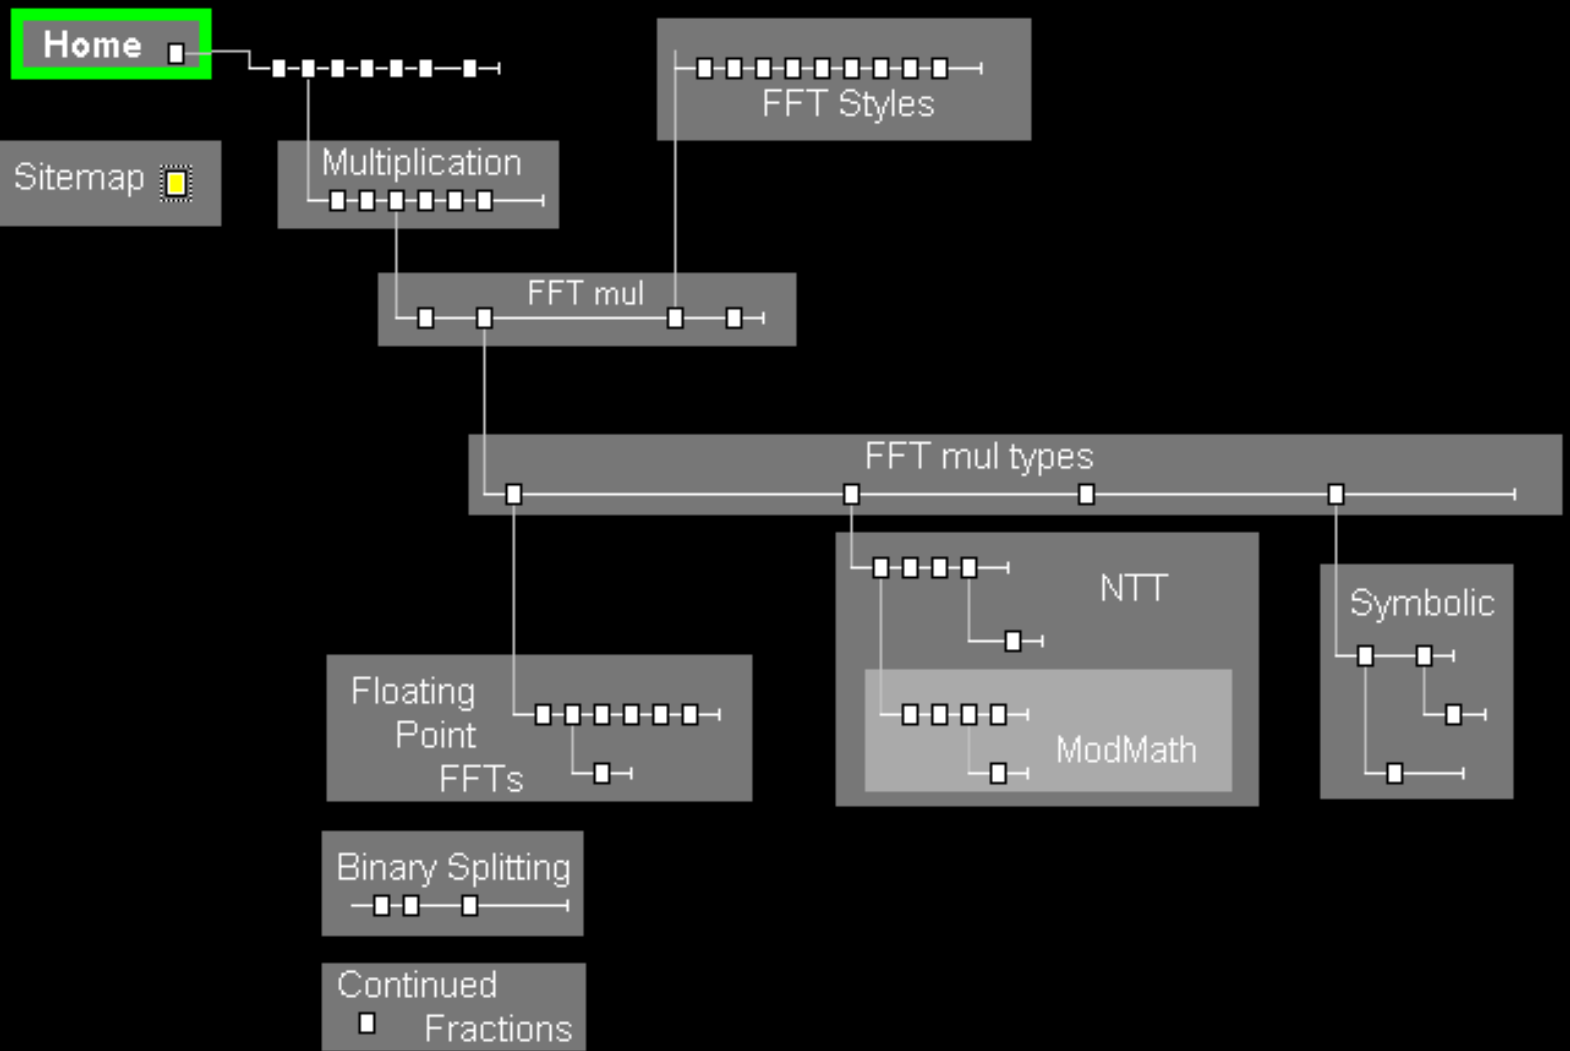 Home
FFT Styles
Sitemap
Multiplication
FFT mul
FFT mul types
NTT
Symbolic
Floating
Point
FFTs
ModMath
Binary Splitting
Continued
Fractions